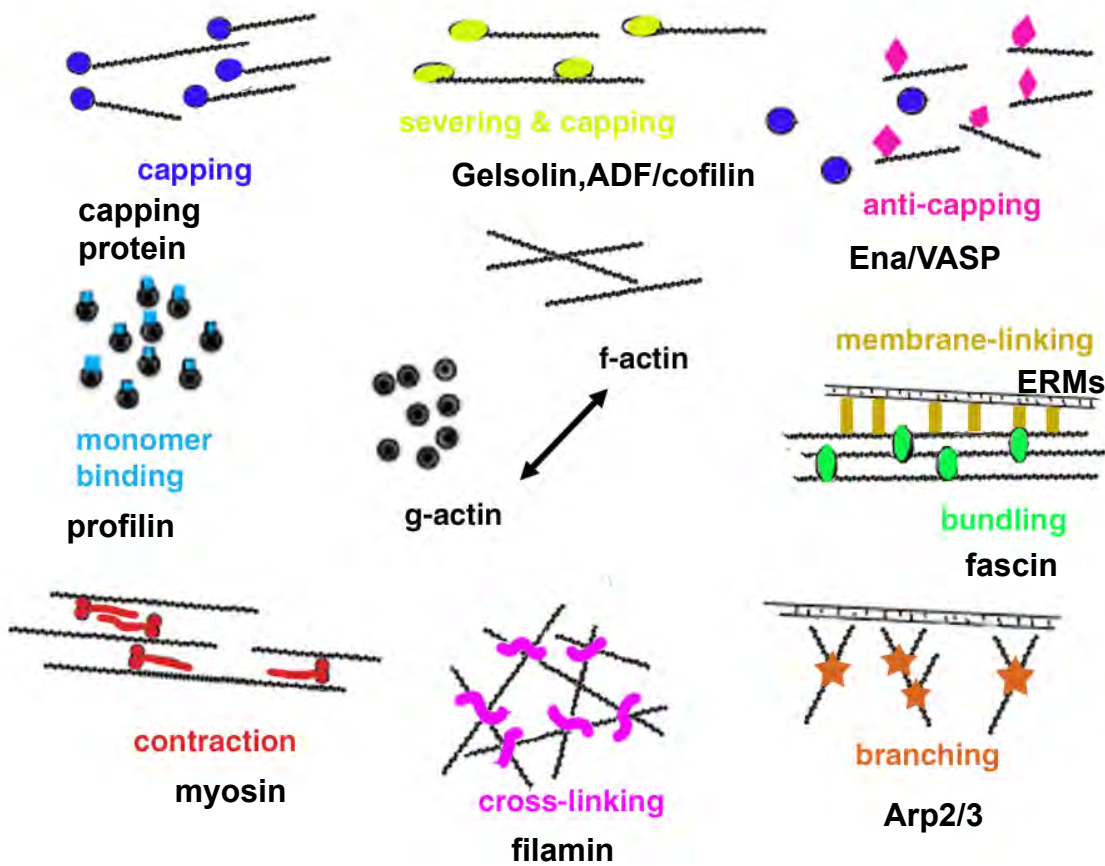 capping
capping
protein
severing & capping
Gelsolin,ADF/cofilin
anti-capping
Ena/VASP
monomer
binding
profilin
f-actin
g-actin
membrane-linking
ERMs
bundling
fascin
contraction
myosin
cross-linking
filamin
branching
Arp2/3